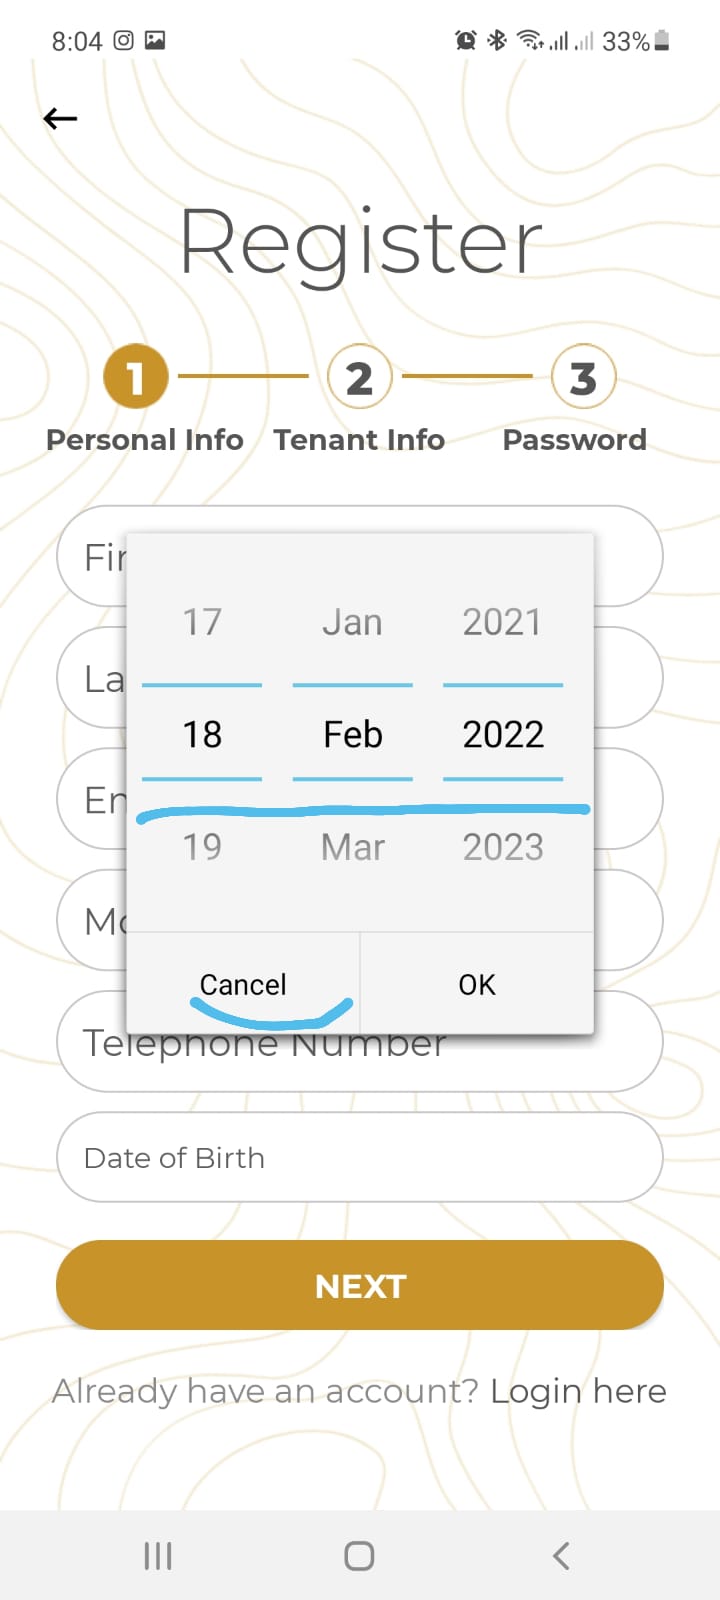 8:04 33%
Register
1 2 3
Personal Info Tenant Info Password
Fir
La
En
Mo
17 Jan 2021
18 Feb 2022
19 Mar 2023
Cancel OK
Telephone Number
Date of Birth
NEXT
Already have an account? Login here